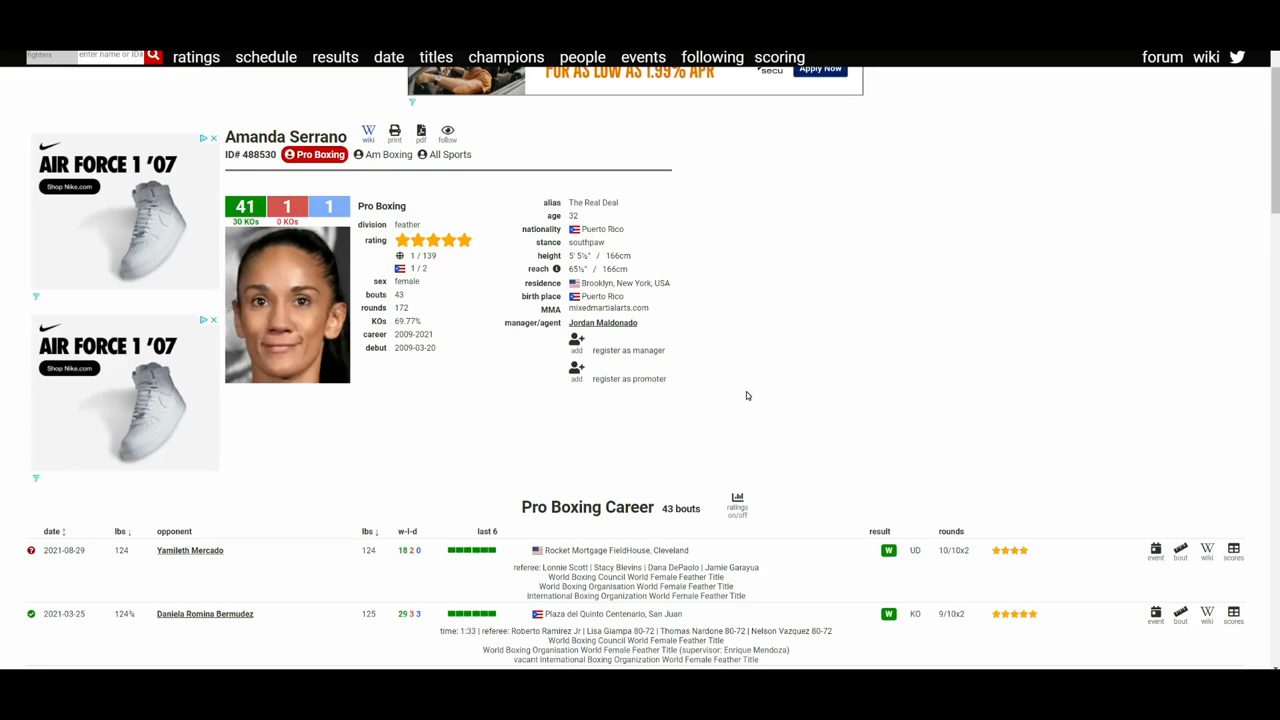 fighters enter name or ID# ratings schedule results date titles champions people events following scoring forum wiki
FOR AS LOW AS 1.99% APR secu Apply Now
AIR FORCE 1 '07
Shop Nike.com
AIR FORCE 1 '07
Shop Nike.com
Amanda Serrano wiki print pdf follow
ID# 488530 Pro Boxing Am Boxing All Sports
41 1 1
30 KOs 0 KOs
Pro Boxing
division feather
rating
1 / 139
1 / 2
sex female
bouts 43
rounds 172
KOs 69.77%
career 2009-2021
debut 2009-03-20
alias The Real Deal
age 32
nationality Puerto Rico
stance southpaw
height 5' 5½" / 166cm
reach 65½" / 166cm
residence Brooklyn, New York, USA
birth place Puerto Rico
MMA mixedmartialarts.com
manager/agent Jordan Maldonado
add register as manager
add register as promoter
Pro Boxing Career 43 bouts ratings on/off
date lbs opponent lbs w-l-d last 6 result rounds
2021-08-29 124 Yamileth Mercado 124 18 2 0 Rocket Mortgage FieldHouse, Cleveland W UD 10/10x2 event bout wiki scores
referee: Lonnie Scott | Stacy Blevins | Dana DePaolo | Jamie Garayua
World Boxing Council World Female Feather Title
World Boxing Organisation World Female Feather Title
International Boxing Organization World Female Feather Title
2021-03-25 124¾ Daniela Romina Bermudez 125 29 3 3 Plaza del Quinto Centenario, San Juan W KO 9/10x2 event bout wiki scores
time: 1:33 | referee: Roberto Ramirez Jr | Lisa Giampa 80-72 | Thomas Nardone 80-72 | Nelson Vazquez 80-72
World Boxing Council World Female Feather Title
World Boxing Organisation World Female Feather Title (supervisor: Enrique Mendoza)
vacant International Boxing Organization World Female Feather Title